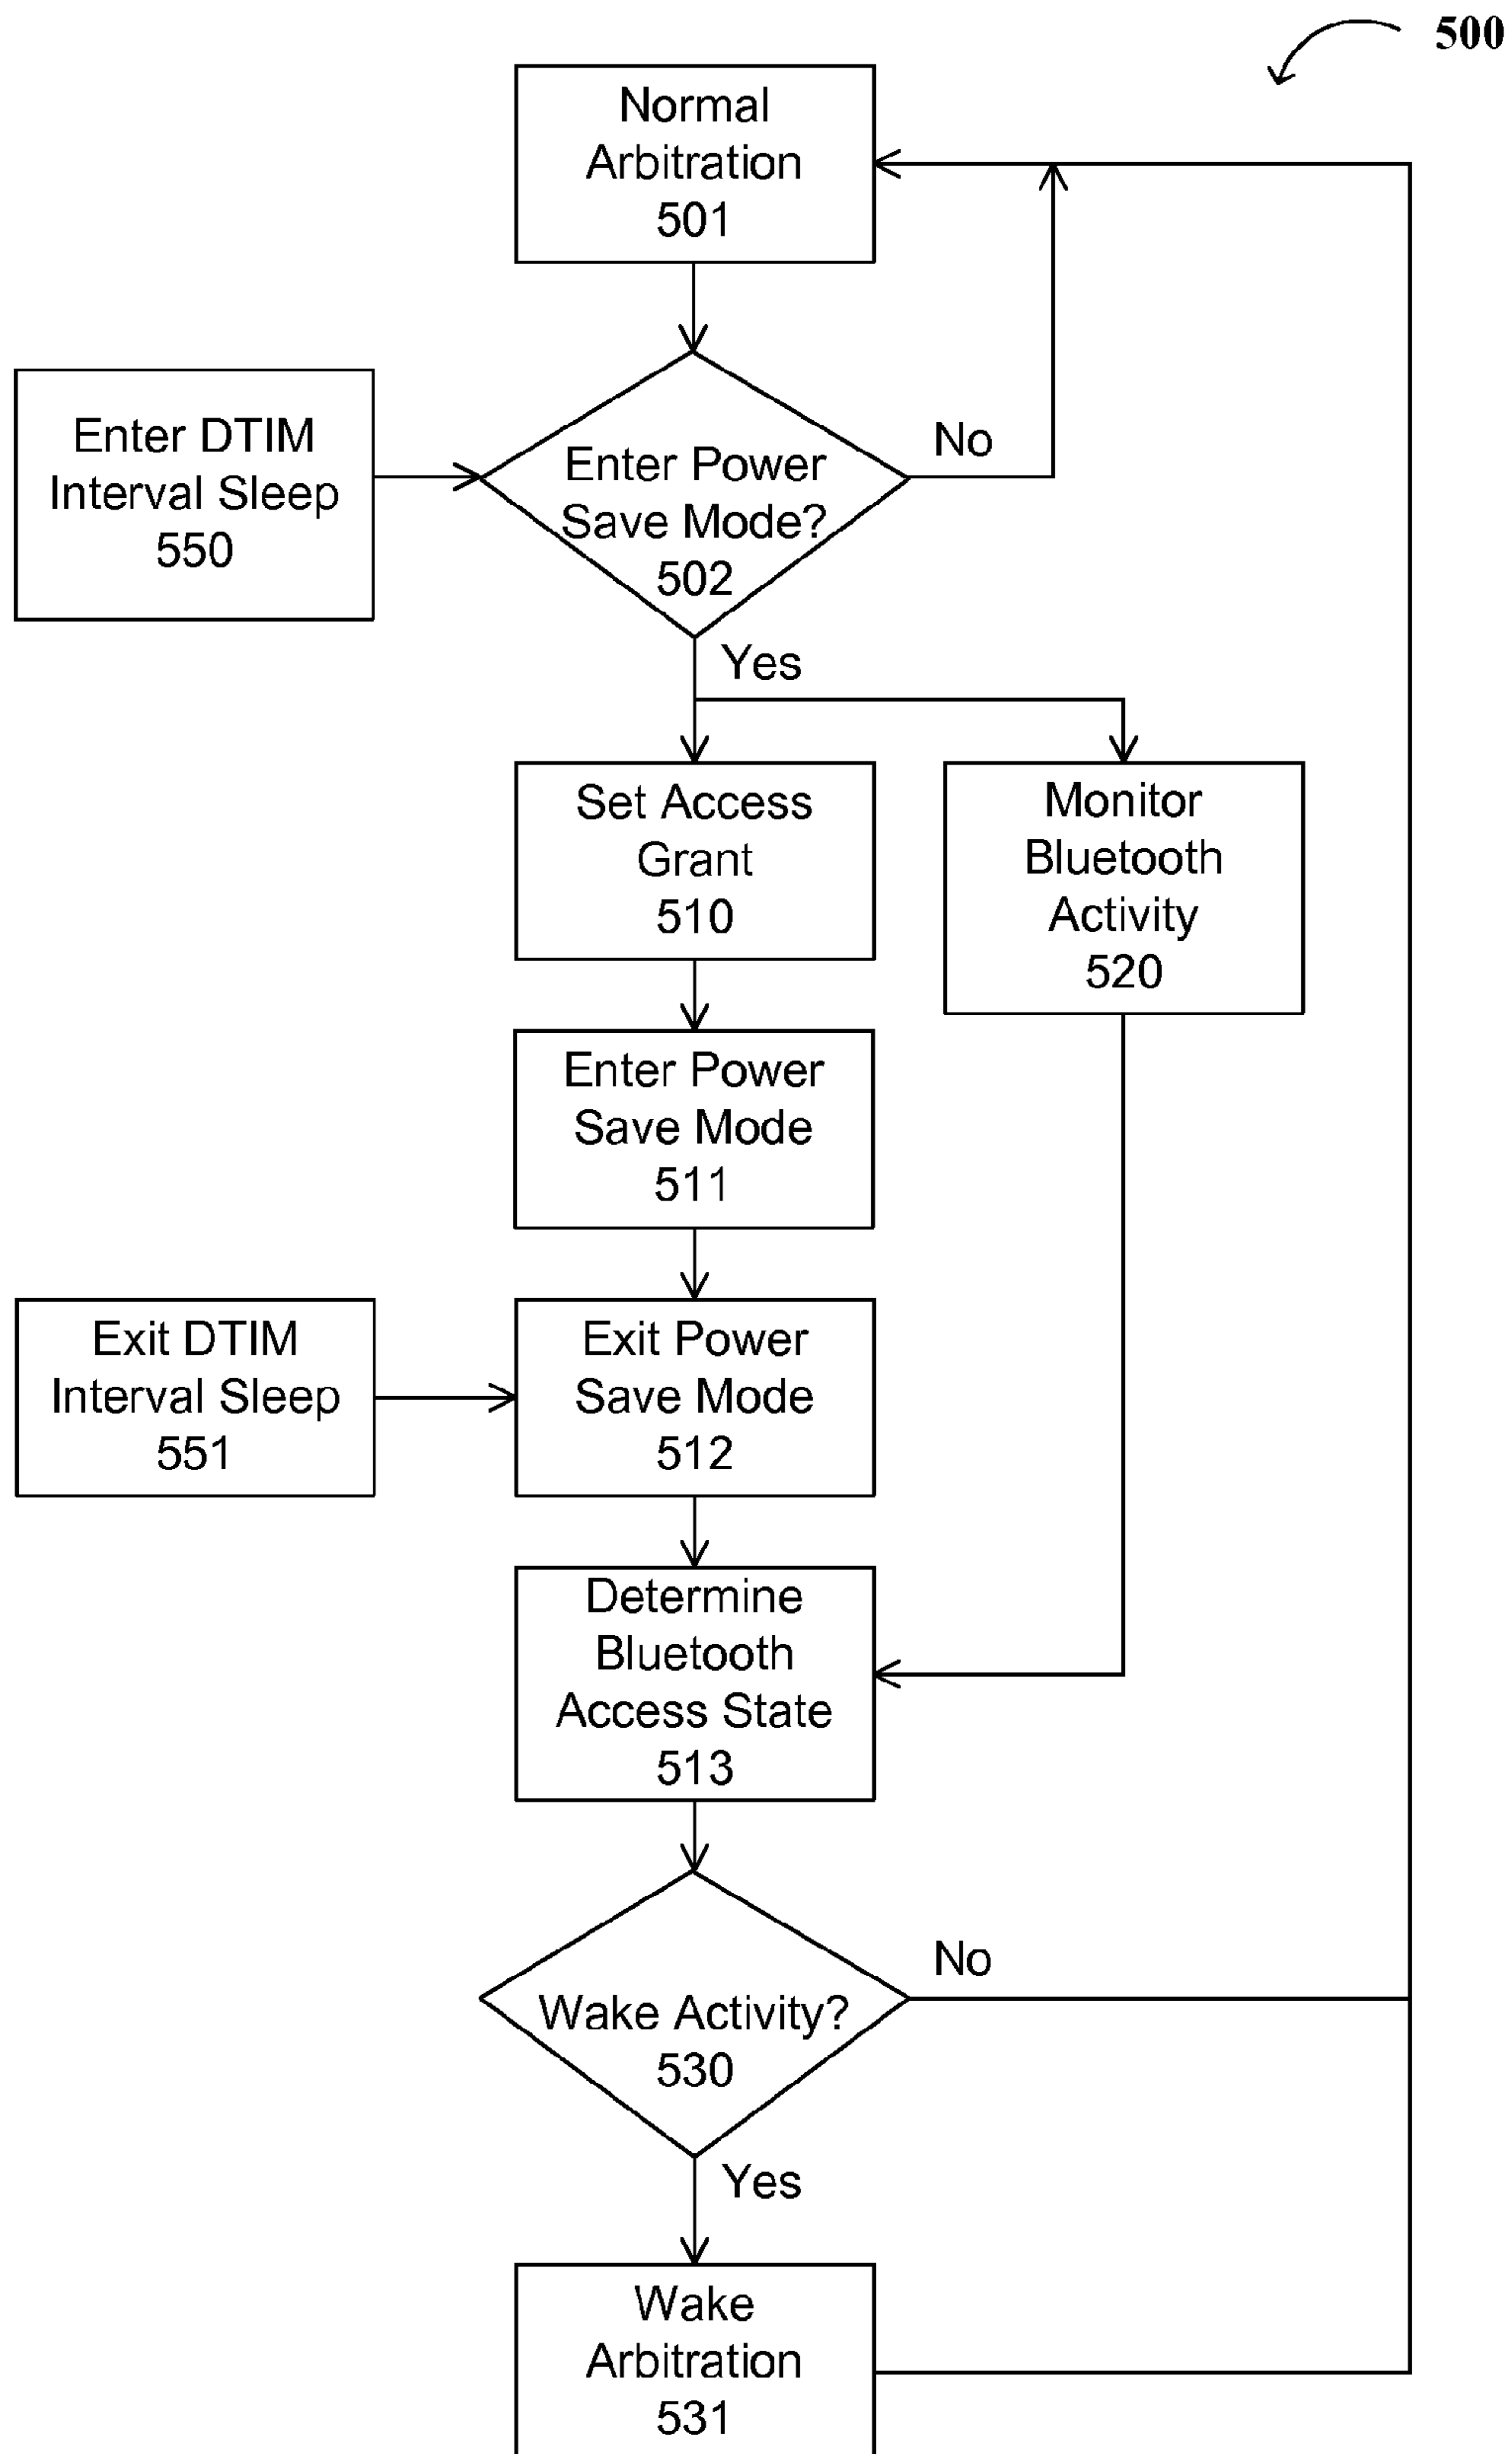 500
Normal
Arbitration
501
Enter DTIM
Interval Sleep
550
Enter Power
Save Mode?
502
No
Yes
Set Access
Grant
510
Monitor
Bluetooth
Activity
520
Enter Power
Save Mode
511
Exit DTIM
Interval Sleep
551
Exit Power
Save Mode
512
Determine
Bluetooth
Access State
513
Wake Activity?
530
No
Yes
Wake
Arbitration
531